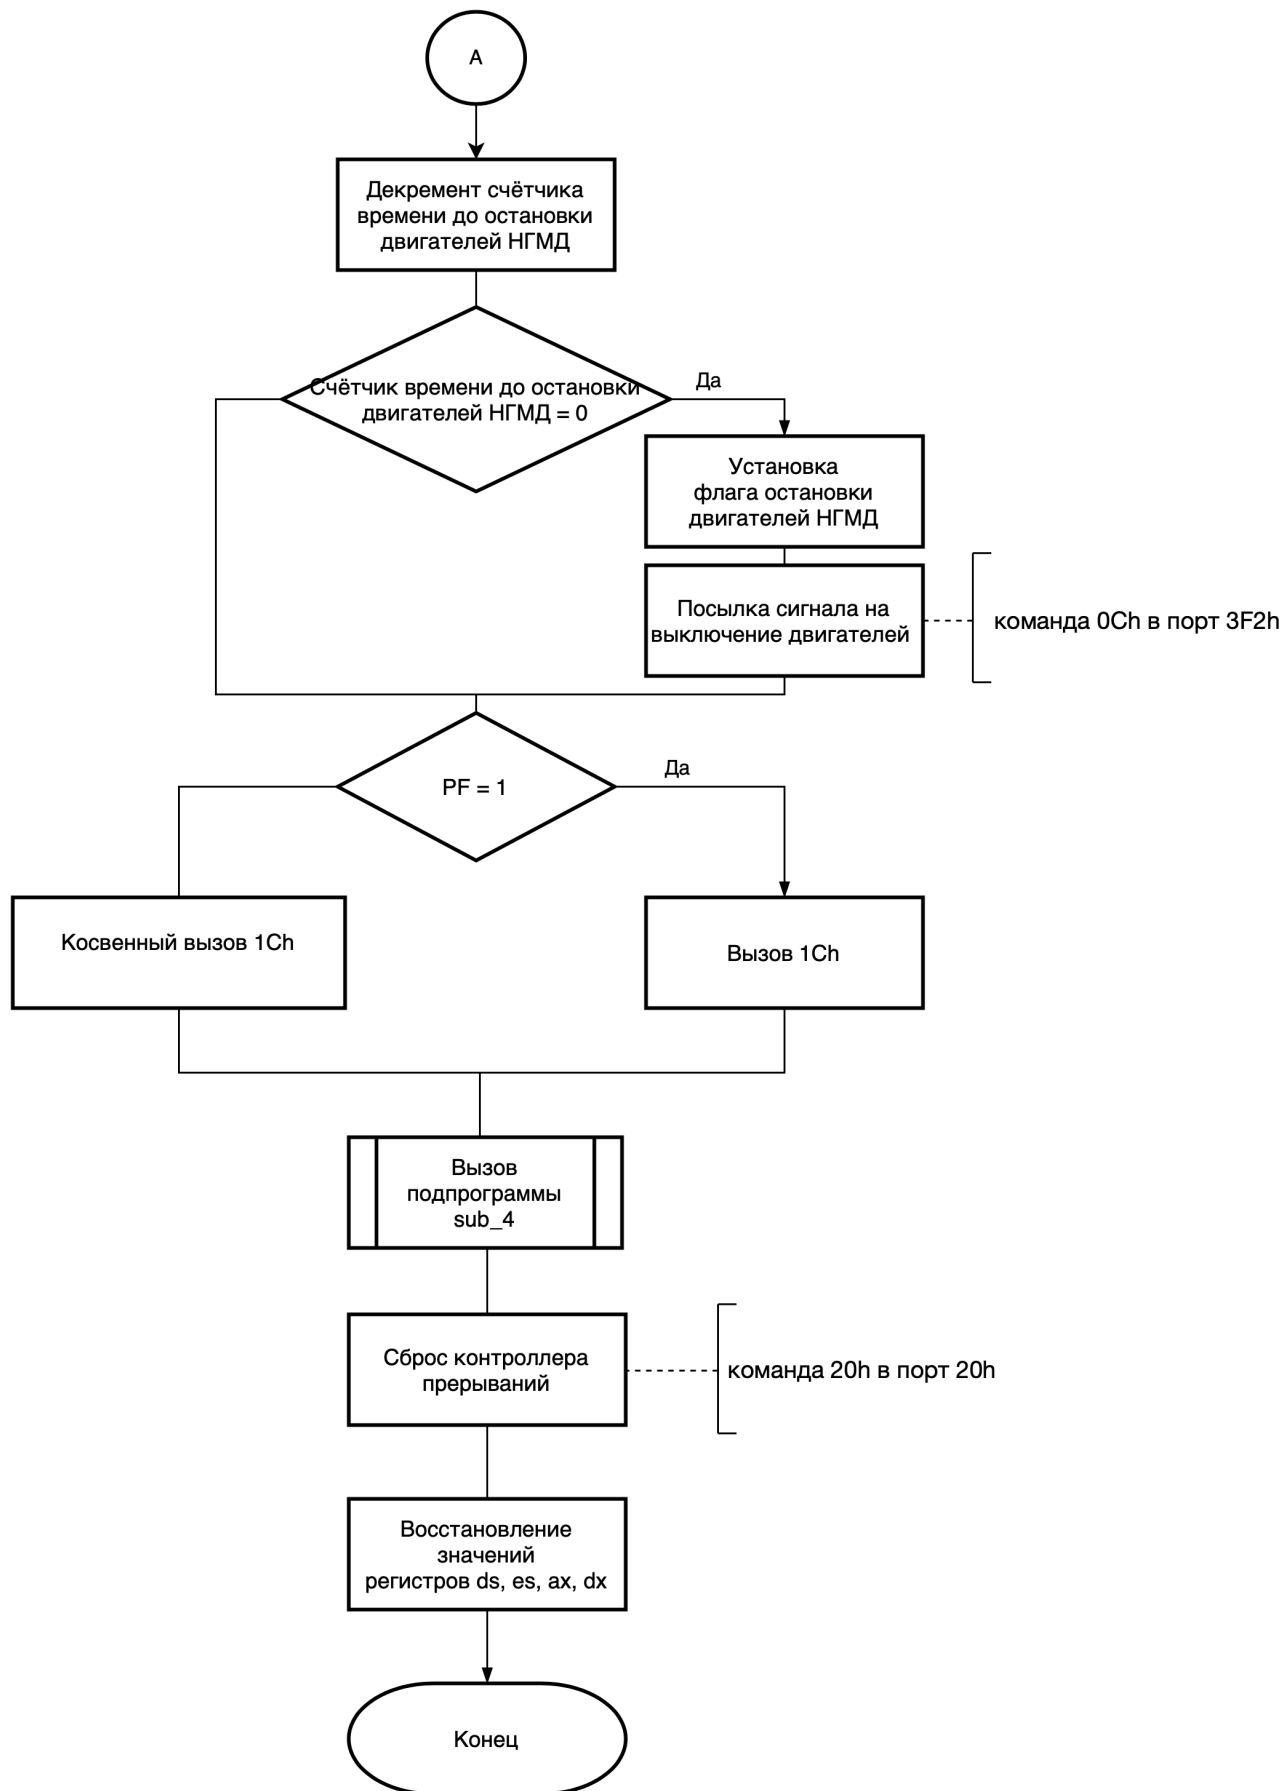 А
Декремент счётчика
времени до остановки
двигателей НГМД
Счётчик времени до остановки
двигателей НГМД = 0
Да
Установка
флага остановки
двигателей НГМД
Посылка сигнала на
выключение двигателей
команда 0Ch в порт 3F2h
PF = 1
Да
Косвенный вызов 1Ch
Вызов 1Ch
Вызов
подпрограммы
sub_4
Сброс контроллера
прерываний
команда 20h в порт 20h
Восстановление
значений
регистров ds, es, ax, dx
Конец